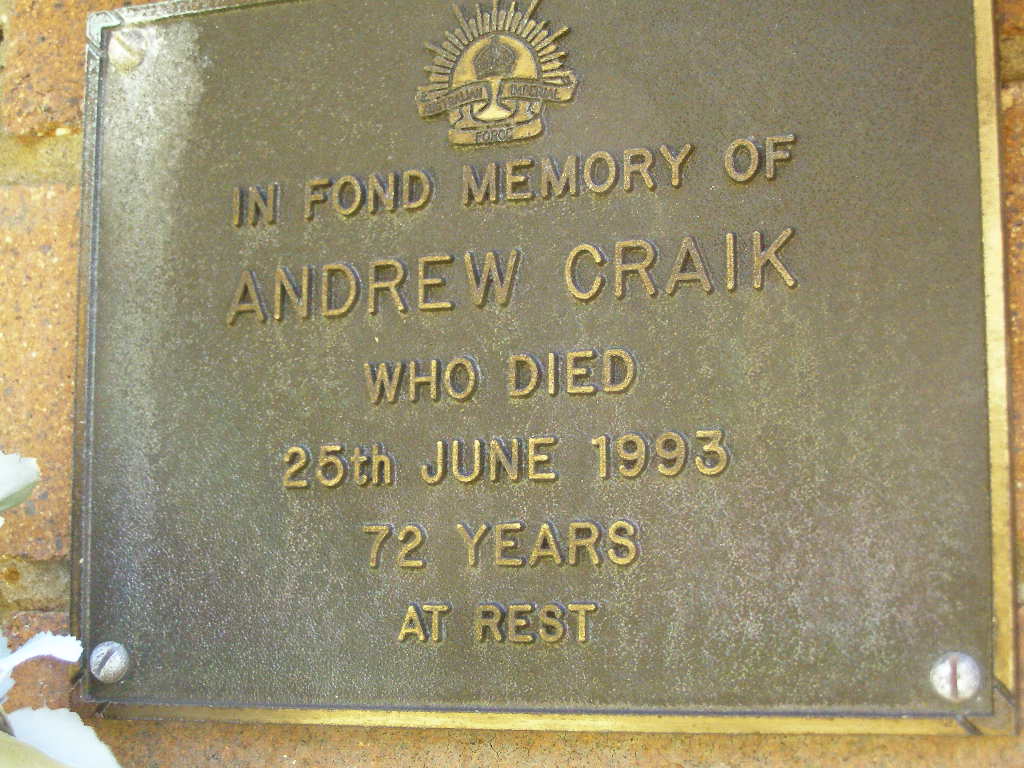 AUSTRALIAN IMPERIAL
FORCE
IN FOND MEMORY OF
ANDREW CRAIK
WHO DIED
25th JUNE 1993
72 YEARS
AT REST